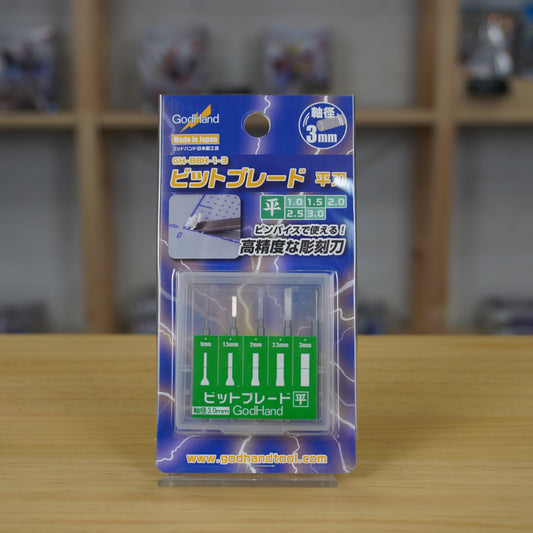 GodHand
Made In Japan
ゴッドハンド日本製工具
軸径
3mm
GH-BBH-1-3
ビットブレード 平刃
平 1.0 1.5 2.0
2.5 3.0
ピンバイスで使える！
高精度な彫刻刀
1mm 1.5mm 2mm 2.5mm 3mm
ビットブレード 平
軸径3.0mm GodHand
www.godhandtool.com